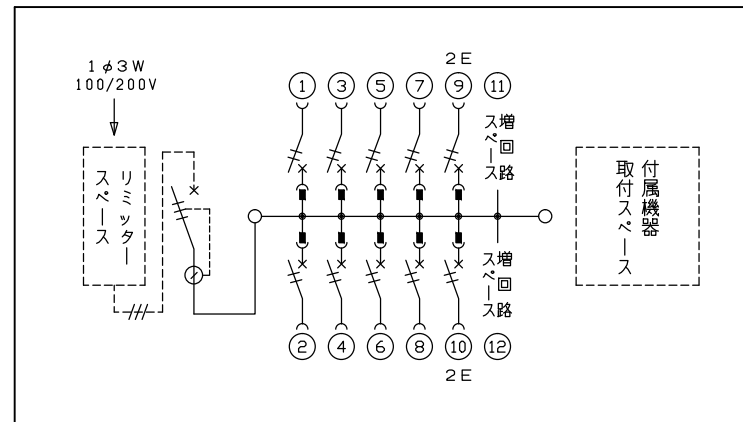 1φ3W
100/200V
リミッター
スペース
2E
1 3 5 7 9 11
増回路
スペース
増回路
スペース
2 4 6 8 10 12
2E
付属機器
取付スペース